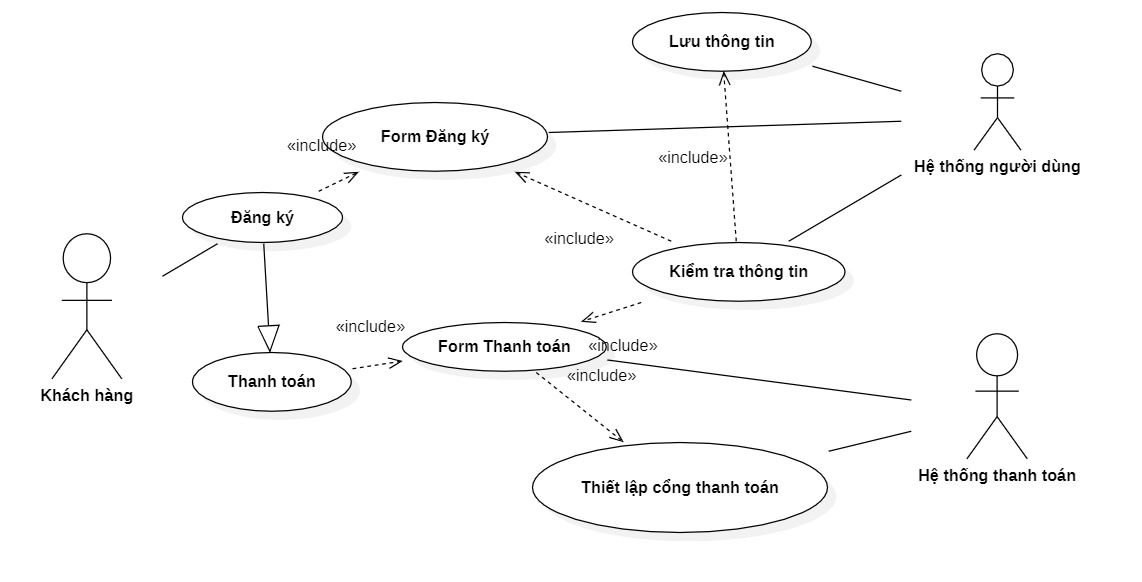 Lưu thông tin
Form Đăng ký
«include»
«include»
Hệ thống người dùng
Đăng ký
«include»
Kiểm tra thông tin
«include»
Form Thanh toán
«include»
«include»
Thanh toán
Khách hàng
Hệ thống thanh toán
Thiết lập cổng thanh toán